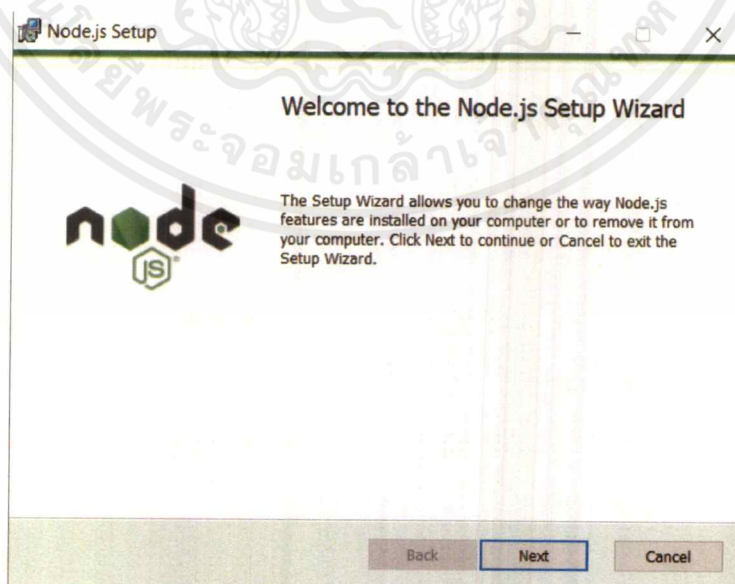 Node.js Setup
Welcome to the Node.js Setup Wizard
The Setup Wizard allows you to change the way Node.js
features are installed on your computer or to remove it from
your computer. Click Next to continue or Cancel to exit the
Setup Wizard.
node
JS
Back
Next
Cancel